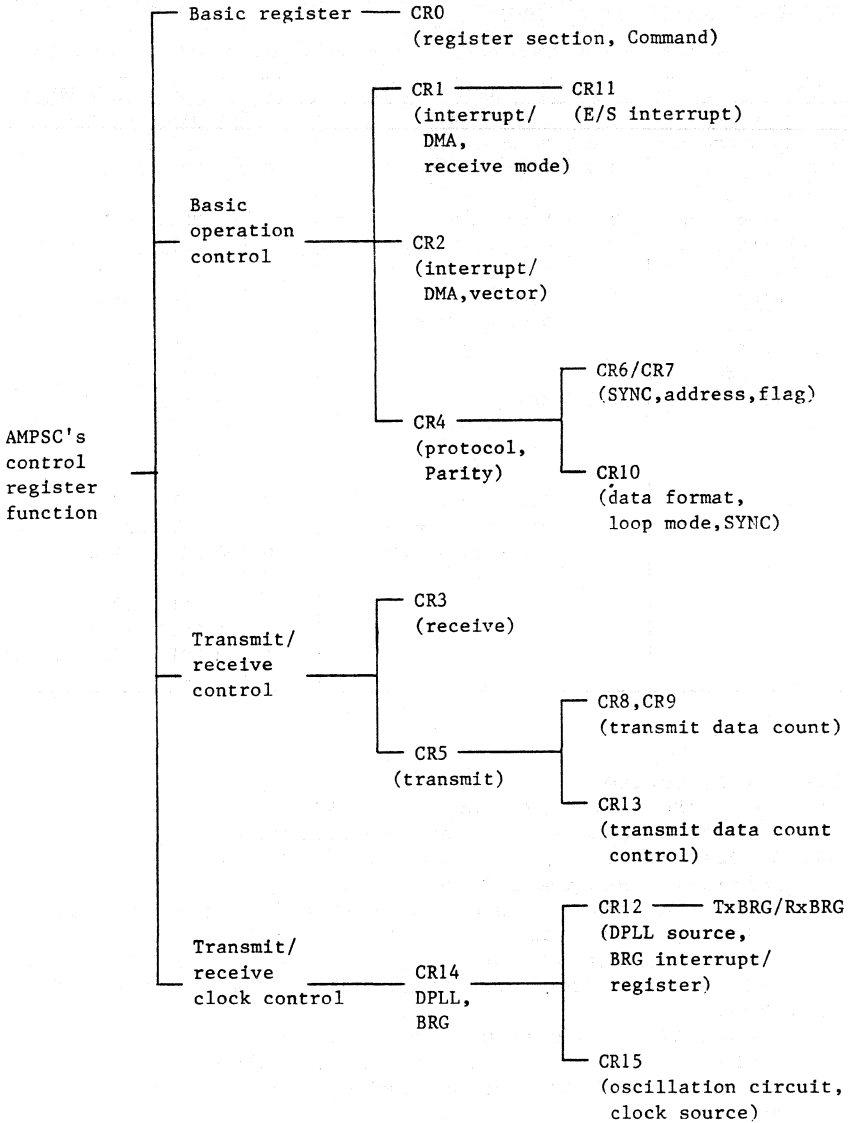 Basic register
CR0
(register section, Command)
CR1
(interrupt/
DMA,
receive mode)
CR11
(E/S interrupt)
Basic
operation
control
CR2
(interrupt/
DMA,vector)
CR4
(protocol,
Parity)
CR6/CR7
(SYNC,address,flag)
CR10
(data format,
loop mode,SYNC)
AMPSC's
control
register
function
Transmit/
receive
control
CR3
(receive)
CR5
(transmit)
CR8,CR9
(transmit data count)
CR13
(transmit data count
control)
Transmit/
receive
clock control
CR14
DPLL,
BRG
CR12
(DPLL source,
BRG interrupt/
register)
TxBRG/RxBRG
CR15
(oscillation circuit,
clock source)